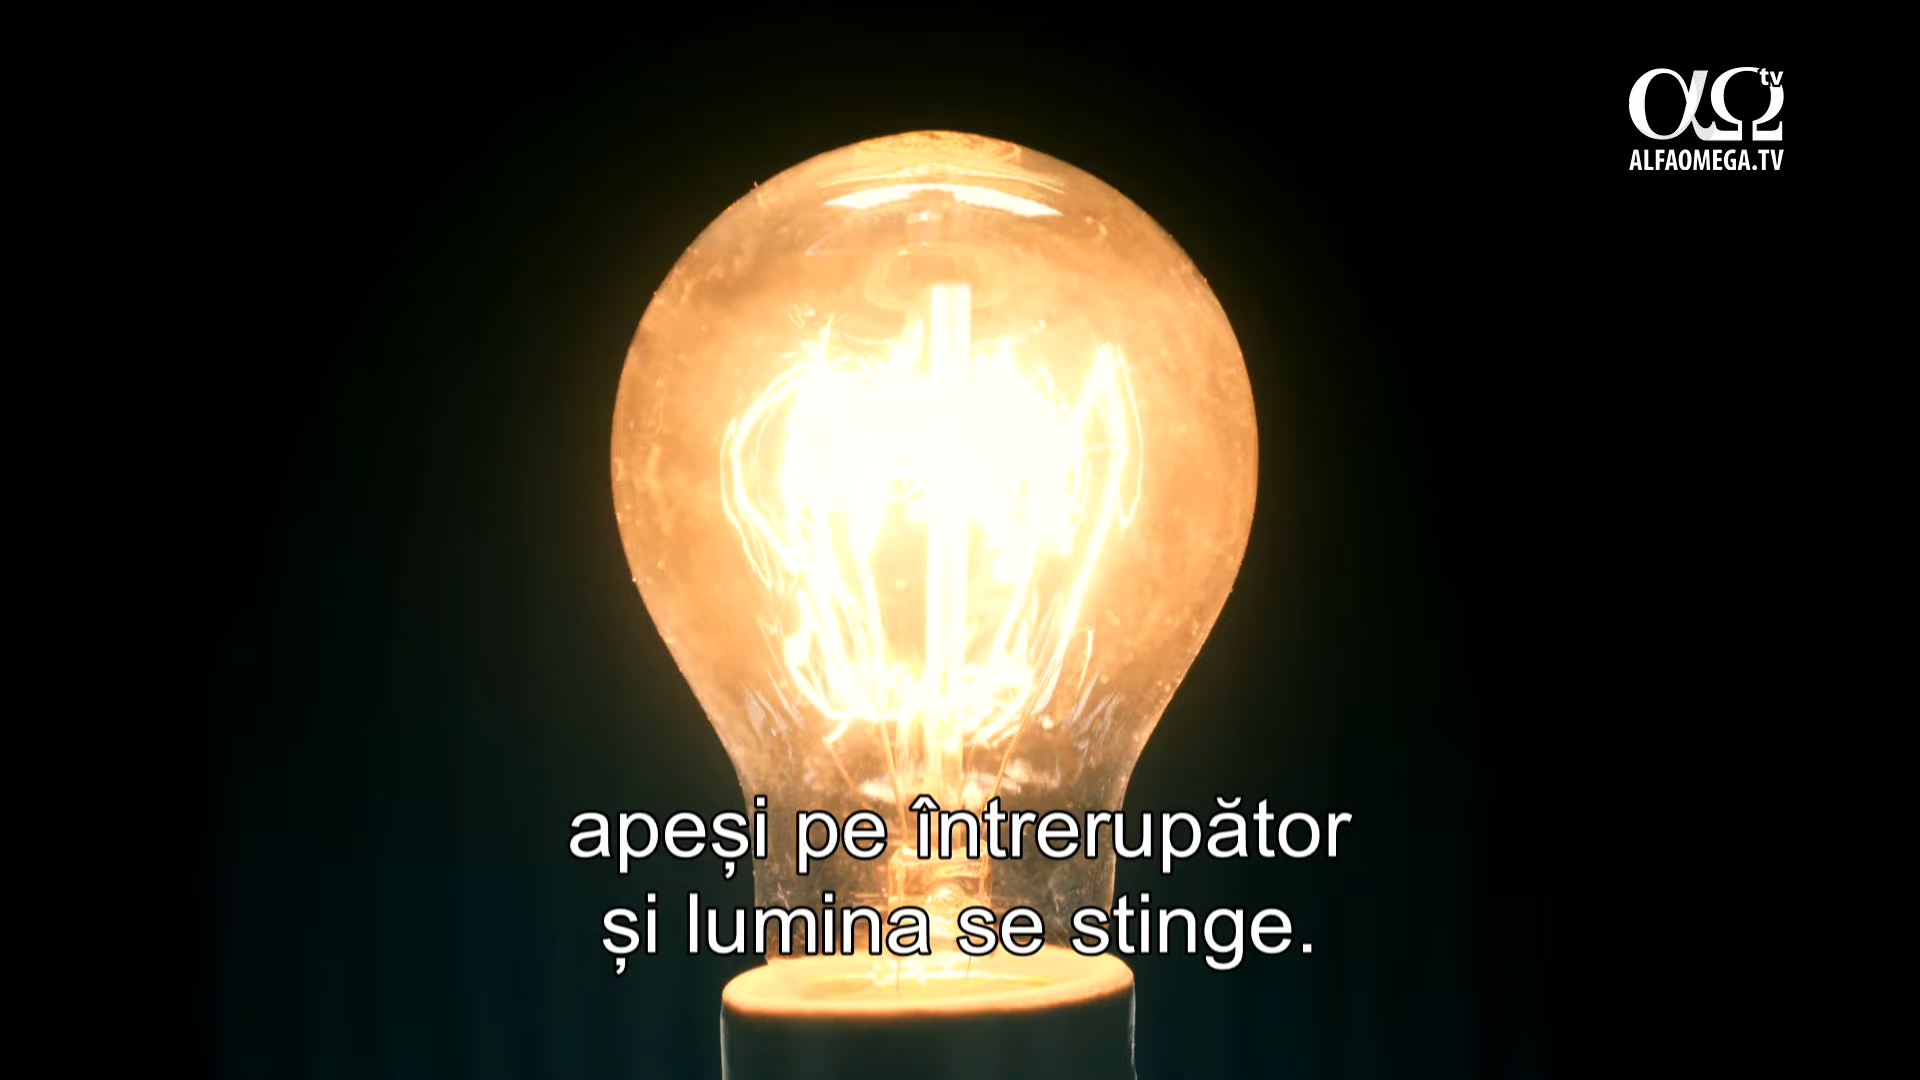 αΩ tv
ALFAOMEGA.TV
apeși pe întrerupător
și lumina se stinge.